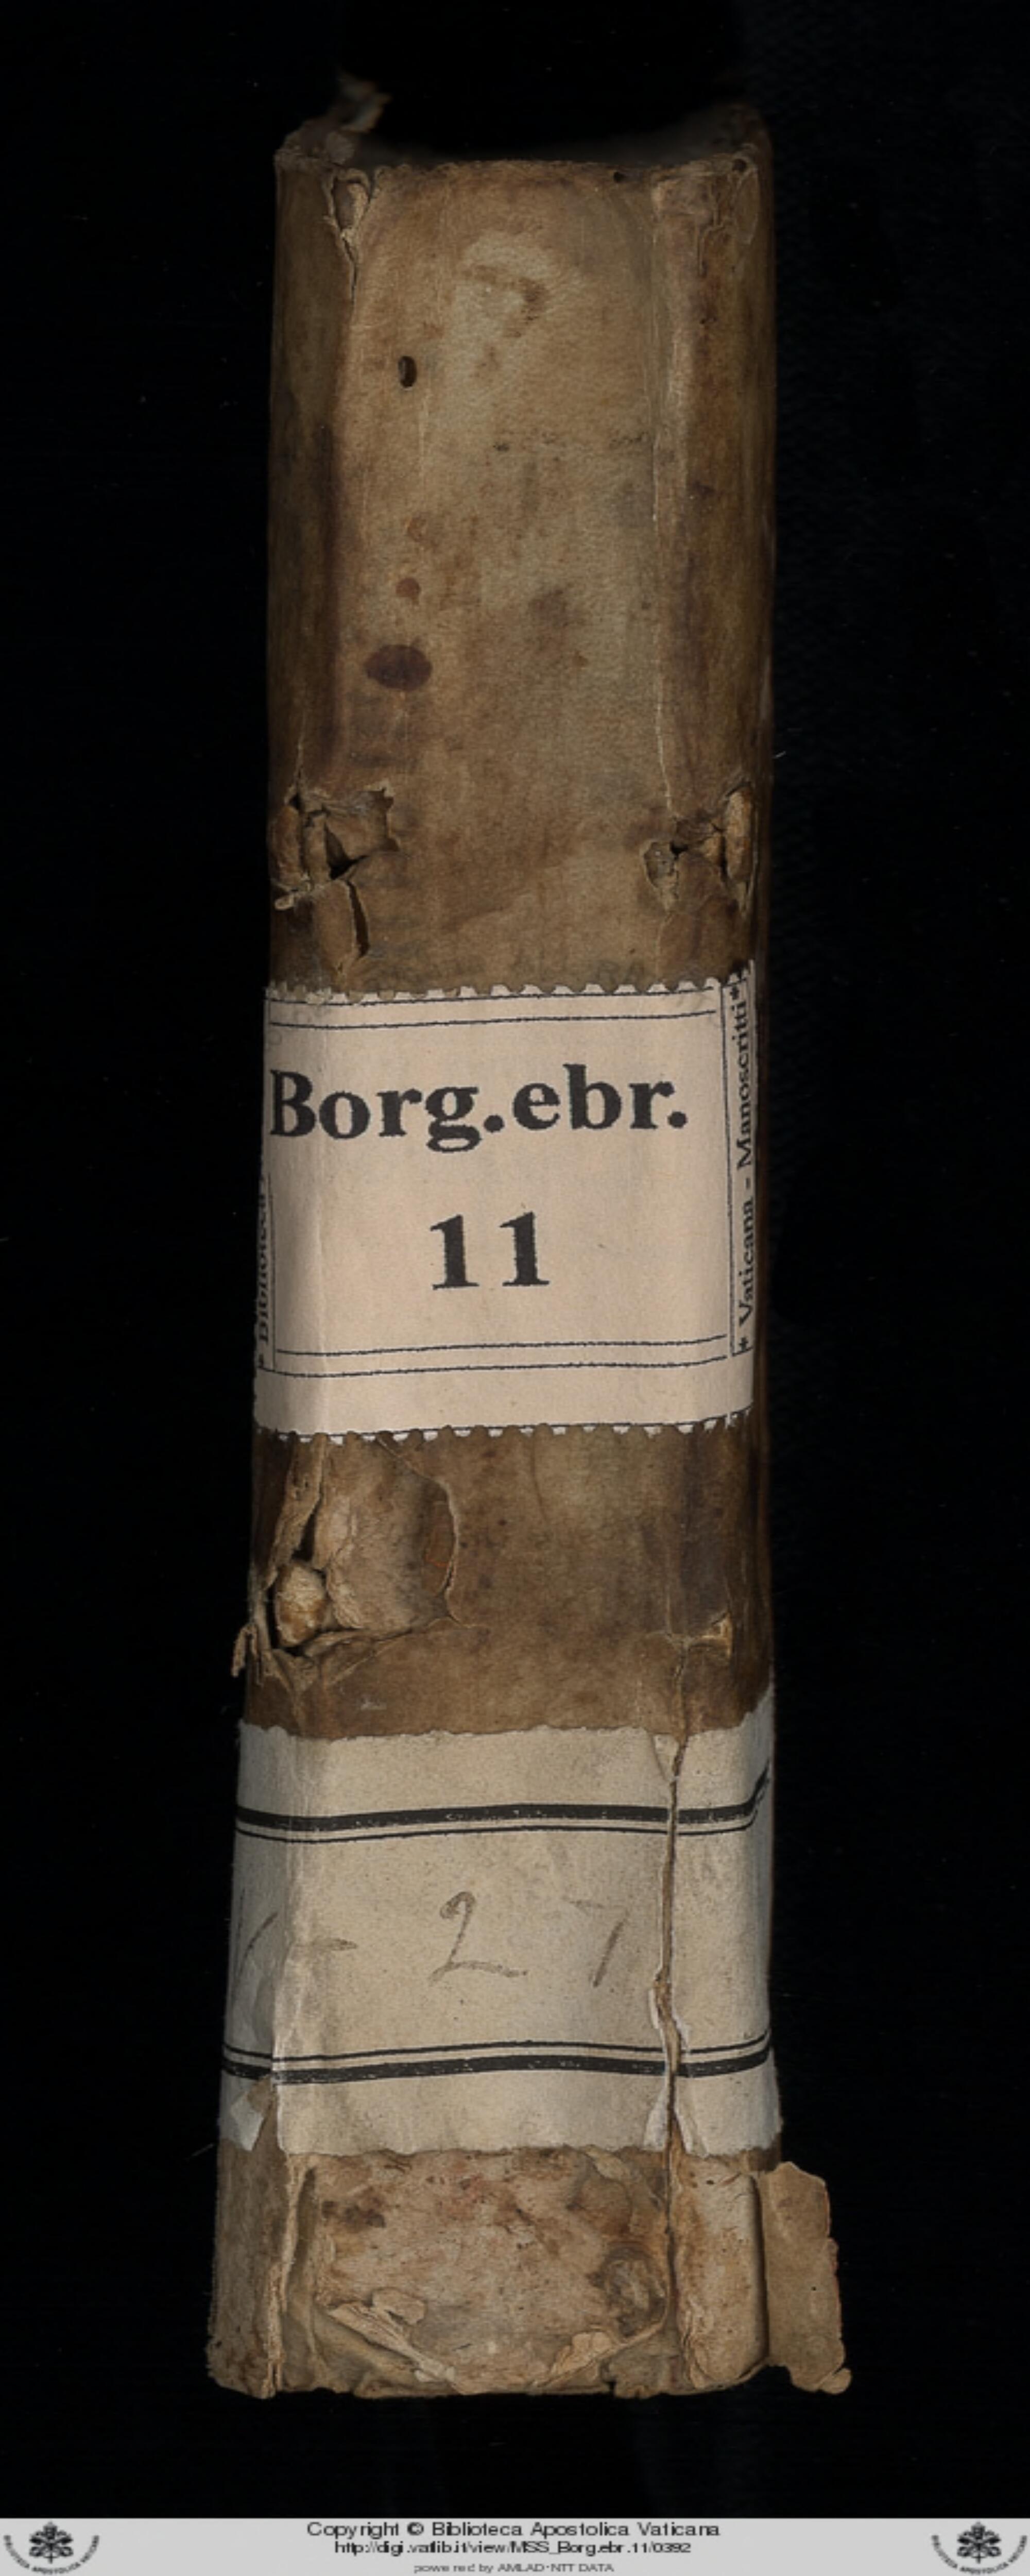 Borg.ebr.
11
* Vaticana - Manoscritti *
27
Copyright © Biblioteca Apostolica Vaticana
http://digi.vatlib.it/view/MSS_Borg.ebr.11/0392
powered by AMLAD-NTT DATA